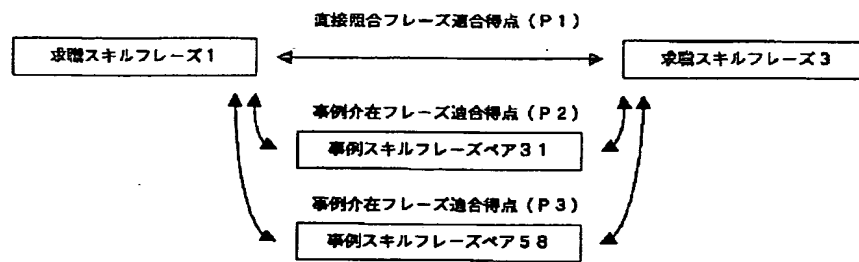 直接照合フレーズ適合得点(P1)
求職スキルフレーズ1
求職スキルフレーズ3
事例介在フレーズ適合得点(P2)
事例スキルフレーズペア31
事例介在フレーズ適合得点(P3)
事例スキルフレーズペア58